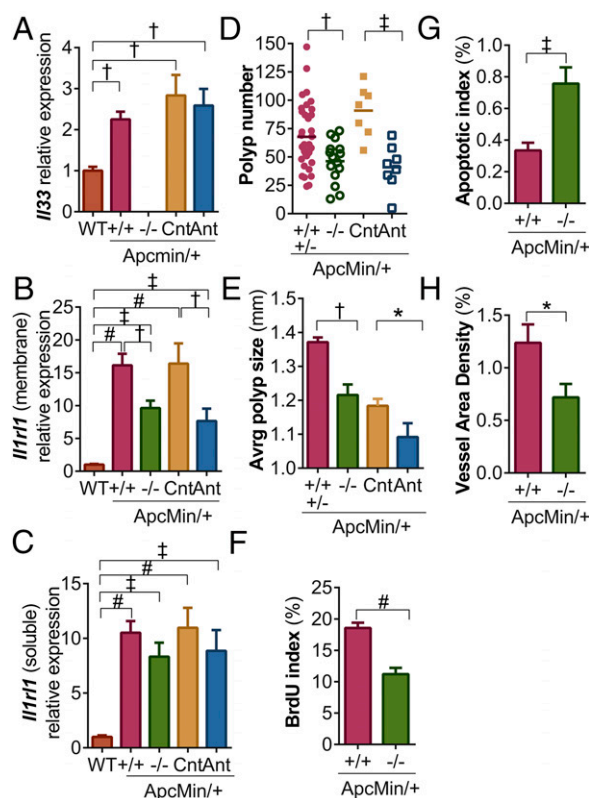 A
†
†
†
Il33 relative expression
4
3
2
1
0
WT +/+ -/- Cnt Ant
Apcmin/+
D
† ‡
Polyp number
150
125
100
75
50
25
0
+/+ -/- Cnt Ant
+/-
ApcMin/+
G
Apoptotic index (%)
‡
1.0
0.8
0.6
0.4
0.2
0.0
+/+ -/-
ApcMin/+
B
‡
#
‡ †
# †
Il1rl1 (membrane)
relative expression
25
20
15
10
5
0
WT +/+ -/- Cnt Ant
ApcMin/+
E
† *
Avrg polyp size (mm)
1.4
1.3
1.2
1.1
1.0
+/+ -/- Cnt Ant
+/-
ApcMin/+
H
Vessel Area Density (%)
*
1.5
1.0
0.5
0.0
+/+ -/-
ApcMin/+
C
‡
#
‡
#
Il1rl1 (soluble)
relative expression
15
10
5
0
WT +/+ -/- Cnt Ant
ApcMin/+
F
BrdU index (%)
#
25
20
15
10
5
0
+/+ -/-
ApcMin/+